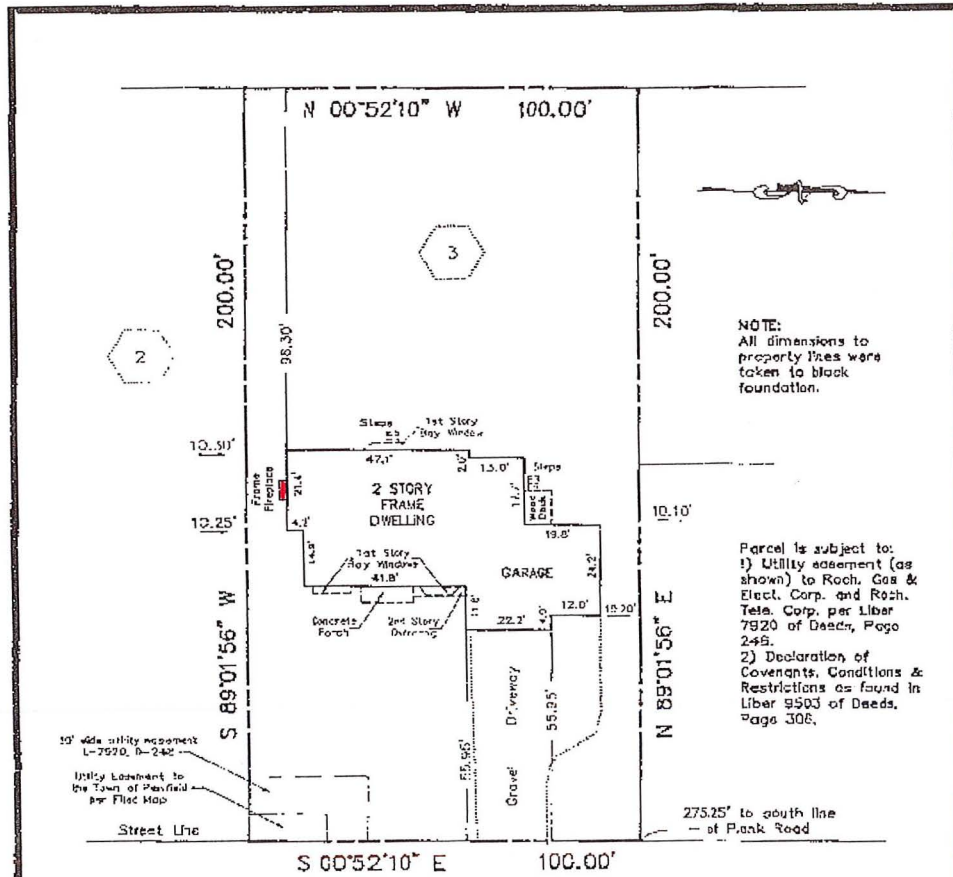 N 00°52'10" W 100.00'
200.00'
200.00'
3
2
98.30'
NOTE:
All dimensions to
property lines were
taken to block
foundation.
Steps
1st Story
Bay Window
10.30'
47.1'
2.0'
15.0'
Steps
Frame
Fireplace
21.4'
2 STORY
FRAME
DWELLING
17.7'
Wood
Deck
10.25'
4.2'
19.8'
10.10'
14.9'
1st Story
Bay Windows
41.8'
GARAGE
24.2'
Parcel is subject to:
1) Utility easement (as
shown) to Roch. Gas &
Elect. Corp. and Roch.
Tele. Corp. per Liber
7920 of Deeds, Page
246.
2) Declaration of
Covenants, Conditions &
Restrictions as found in
Liber 9503 of Deeds,
Page 306.
Concrete
Porch
2nd Story
11.8'
22.2'
4.0'
12.0'
10.20'
S 89°01'56" W
N 89°01'56" E
Gravel Driveway
55.95'
55.95'
10' wide utility easement
Utility Easement to
the Town of Penfield
per Filed Map
Street Line
275.25' to south line
of Plank Road
S 00°52'10" E 100.00'